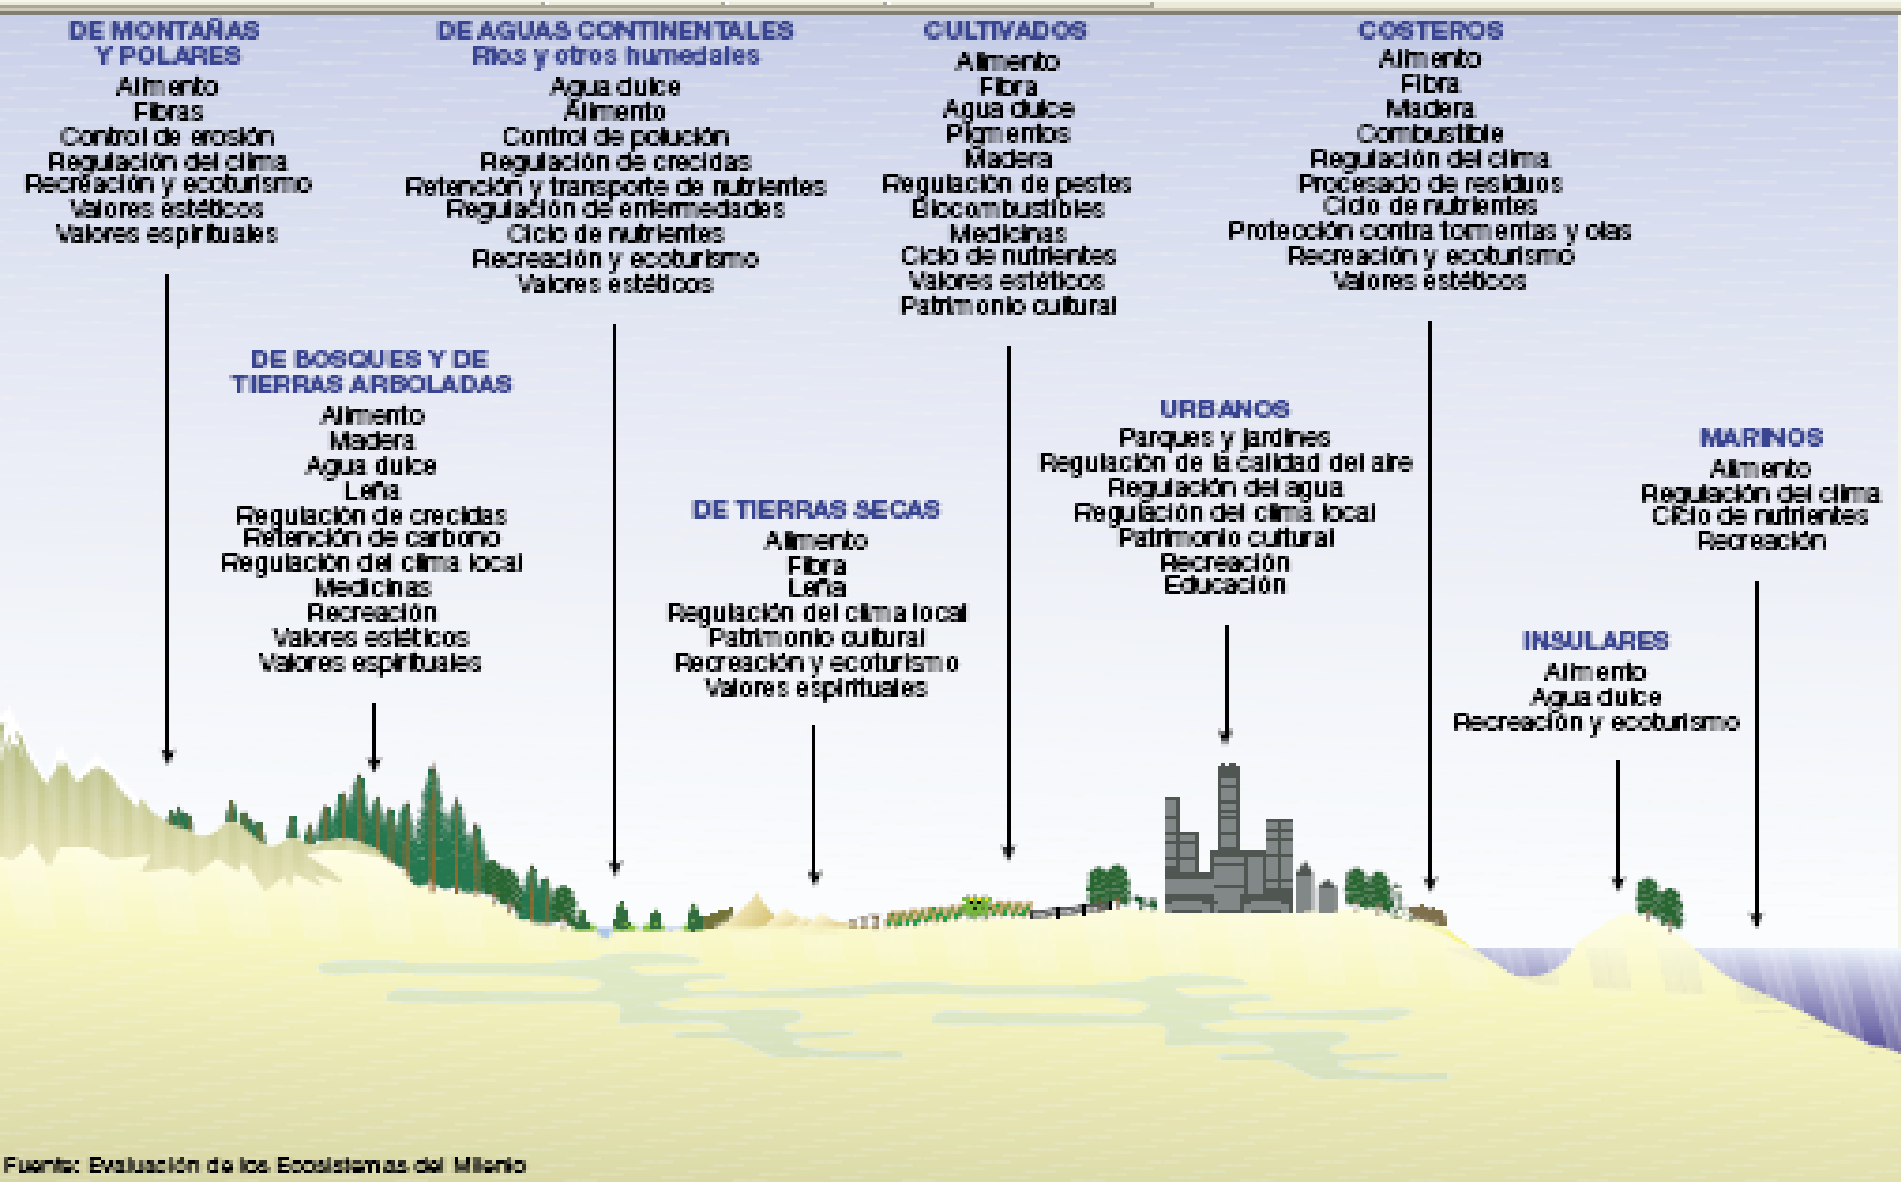 DE MONTAÑAS
Y POLARES
Alimento
Fibras
Control de erosión
Regulación del clima
Recreación y ecoturismo
Valores estéticos
Valores espirituales
DE AGUAS CONTINENTALES
Ríos y otros humedales
Agua dulce
Alimento
Control de polución
Regulación de crecidas
Retención y transporte de nutrientes
Regulación de enfermedades
Ciclo de nutrientes
Recreación y ecoturismo
Valores estéticos
CULTIVADOS
Alimento
Fibra
Agua dulce
Pigmentos
Madera
Regulación de pestes
Biocombustibles
Medicinas
Ciclo de nutrientes
Valores estéticos
Patrimonio cultural
COSTEROS
Alimento
Fibra
Madera
Combustible
Regulación del clima
Procesado de residuos
Ciclo de nutrientes
Protección contra tormentas y olas
Recreación y ecoturismo
Valores estéticos
DE BOSQUES Y DE
TIERRAS ARBOLADAS
Alimento
Madera
Agua dulce
Leña
Regulación de crecidas
Retención de carbono
Regulación del clima local
Medicinas
Recreación
Valores estéticos
Valores espirituales
DE TIERRAS SECAS
Alimento
Fibra
Leña
Regulación del clima local
Patrimonio cultural
Recreación y ecoturismo
Valores espirituales
URBANOS
Parques y jardines
Regulación de la calidad del aire
Regulación del agua
Regulación del clima local
Patrimonio cultural
Recreación
Educación
INSULARES
Alimento
Agua dulce
Recreación y ecoturismo
MARINOS
Alimento
Regulación del clima
Ciclo de nutrientes
Recreación
Fuente: Evaluación de los Ecosistemas del Milenio